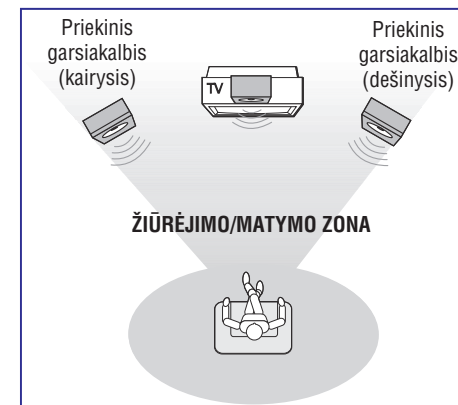 Priekinis
garsiakalbis
(kairysis)
TV
Priekinis
garsiakalbis
(dešinysis)
ŽIŪRĖJIMO/MATYMO ZONA